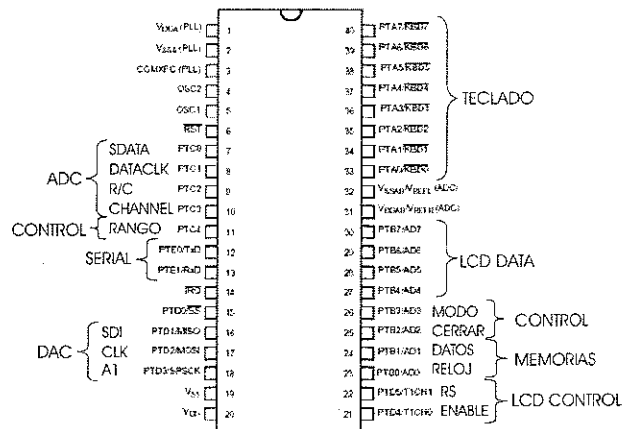 VDDA (PLL) 1
VSSA (PLL) 2
CGMXFC (PLL) 3
OSC2 4
OSC1 5
RST 6
ADC
SDATA PTC0 7
DATACLK PTC1 8
R/C PTC2 9
CHANNEL PTC3 10
CONTROL RANGO PTC4 11
SERIAL
PTE0/TxD 12
PTE1/RxD 13
IRQ 14
PTD0/SS 15
DAC
SDI PTD1/MISO 16
CLK PTD2/MOSI 17
A1 PTD3/SPSCK 18
VSS 19
20
40 PTA7/KBD7
39 PTA6/KBD6
38 PTA5/KBD5
37 PTA4/KBD4
36 PTA3/KBD3
35 PTA2/KBD2
34 PTA1/KBD1
33 PTA0/KBD0
TECLADO
32 VSSAD/VREFL (ADC)
31 VDDAD/VREFH (ADC)
30 PTB7/AD7
29 PTB6/AD6
28 PTB5/AD5
27 PTB4/AD4
LCD DATA
26 PTB3/AD3 MODO
25 PTB2/AD2 CERRAR
CONTROL
24 PTB1/AD1 DATOS
23 PTB0/AD0 RELOJ
MEMORIAS
22 PTD5/T1CH1 RS
21 PTD4/T1CH0 ENABLE
LCD CONTROL